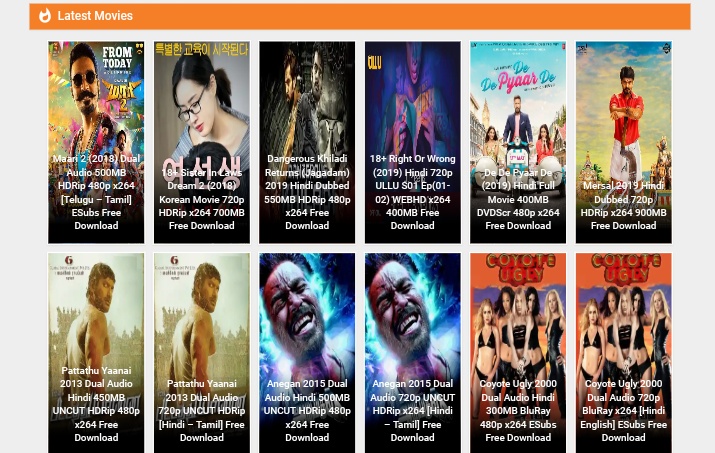 Latest Movies
FROM
TODAY
Maari 2 (2018) Dual
Audio 500MB
HDRip 480p x264
[Telugu – Tamil]
ESubs Free
Download
특별한 교육이 시작된다
18+ Sister In Laws
Dream 2 (2018)
Korean Movie 720p
HDRip x264 700MB
Free Download
Dangerous Khiladi
Returns (Jagadam)
2019 Hindi Dubbed
550MB HDRip 480p
x264 Free
Download
ULLU
18+ Right Or Wrong
(2019) Hindi 720p
ULLU S01 Ep(01-
02) WEBHD x264
400MB Free
Download
De
De Pyaar De
De De Pyaar De
(2019) Hindi Full
Movie 400MB
DVDScr 480p x264
Free Download
Mersal 2019 Hindi
Dubbed 720p
HDRip x264 900MB
Free Download
6
Pattathu Yaanai
2013 Dual Audio
Hindi 450MB
UNCUT HDRip 480p
x264 Free
Download
6
Pattathu Yaanai
2013 Dual Audio
720p UNCUT HDRip
[Hindi – Tamil] Free
Download
Anegan 2015 Dual
Audio Hindi 500MB
UNCUT HDRip 480p
x264 Free
Download
Anegan 2015 Dual
Audio 720p UNCUT
HDRip x264 [Hindi
– Tamil] Free
Download
COYOTE
UGLY
Coyote Ugly 2000
Dual Audio Hindi
300MB BluRay
480p x264 ESubs
Free Download
COYOTE
UGLY
Coyote Ugly 2000
Dual Audio 720p
BluRay x264 [Hindi
English] ESubs Free
Download